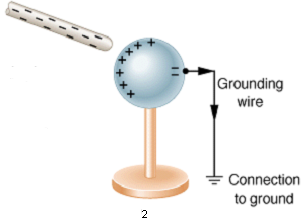 Grounding
wire
Connection
to ground
2